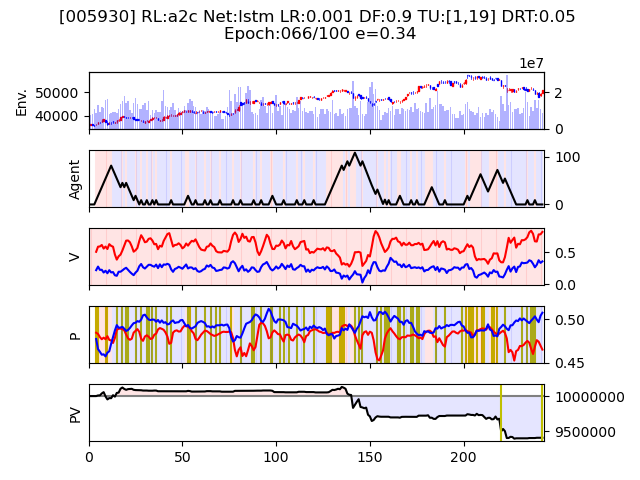 [005930] RL:a2c Net:lstm LR:0.001 DF:0.9 TU:[1,19] DRT:0.05
Epoch:066/100 e=0.34
1e7
Env.
50000
40000
2
0
Agent
100
0
V
0.5
0.0
P
0.50
0.45
PV
10000000
9500000
0 50 100 150 200